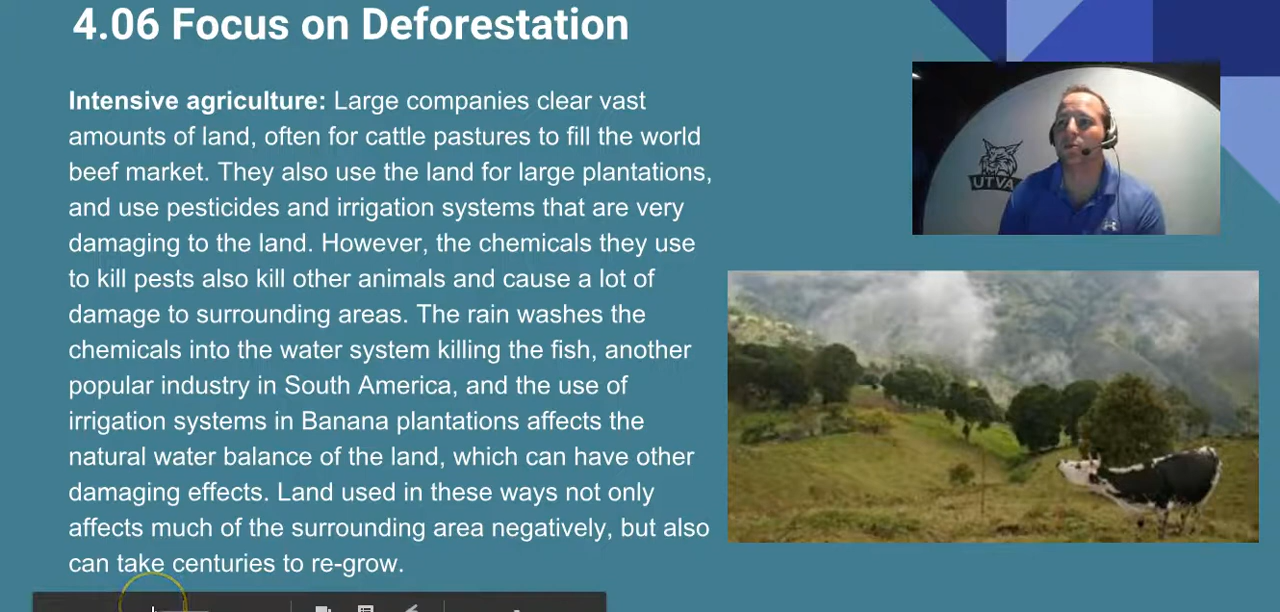 4.06 Focus on Deforestation
Intensive agriculture: Large companies clear vast
amounts of land, often for cattle pastures to fill the world
beef market. They also use the land for large plantations,
and use pesticides and irrigation systems that are very
damaging to the land. However, the chemicals they use
to kill pests also kill other animals and cause a lot of
damage to surrounding areas. The rain washes the
chemicals into the water system killing the fish, another
popular industry in South America, and the use of
irrigation systems in Banana plantations affects the
natural water balance of the land, which can have other
damaging effects. Land used in these ways not only
affects much of the surrounding area negatively, but also
can take centuries to re-grow.
UTVA